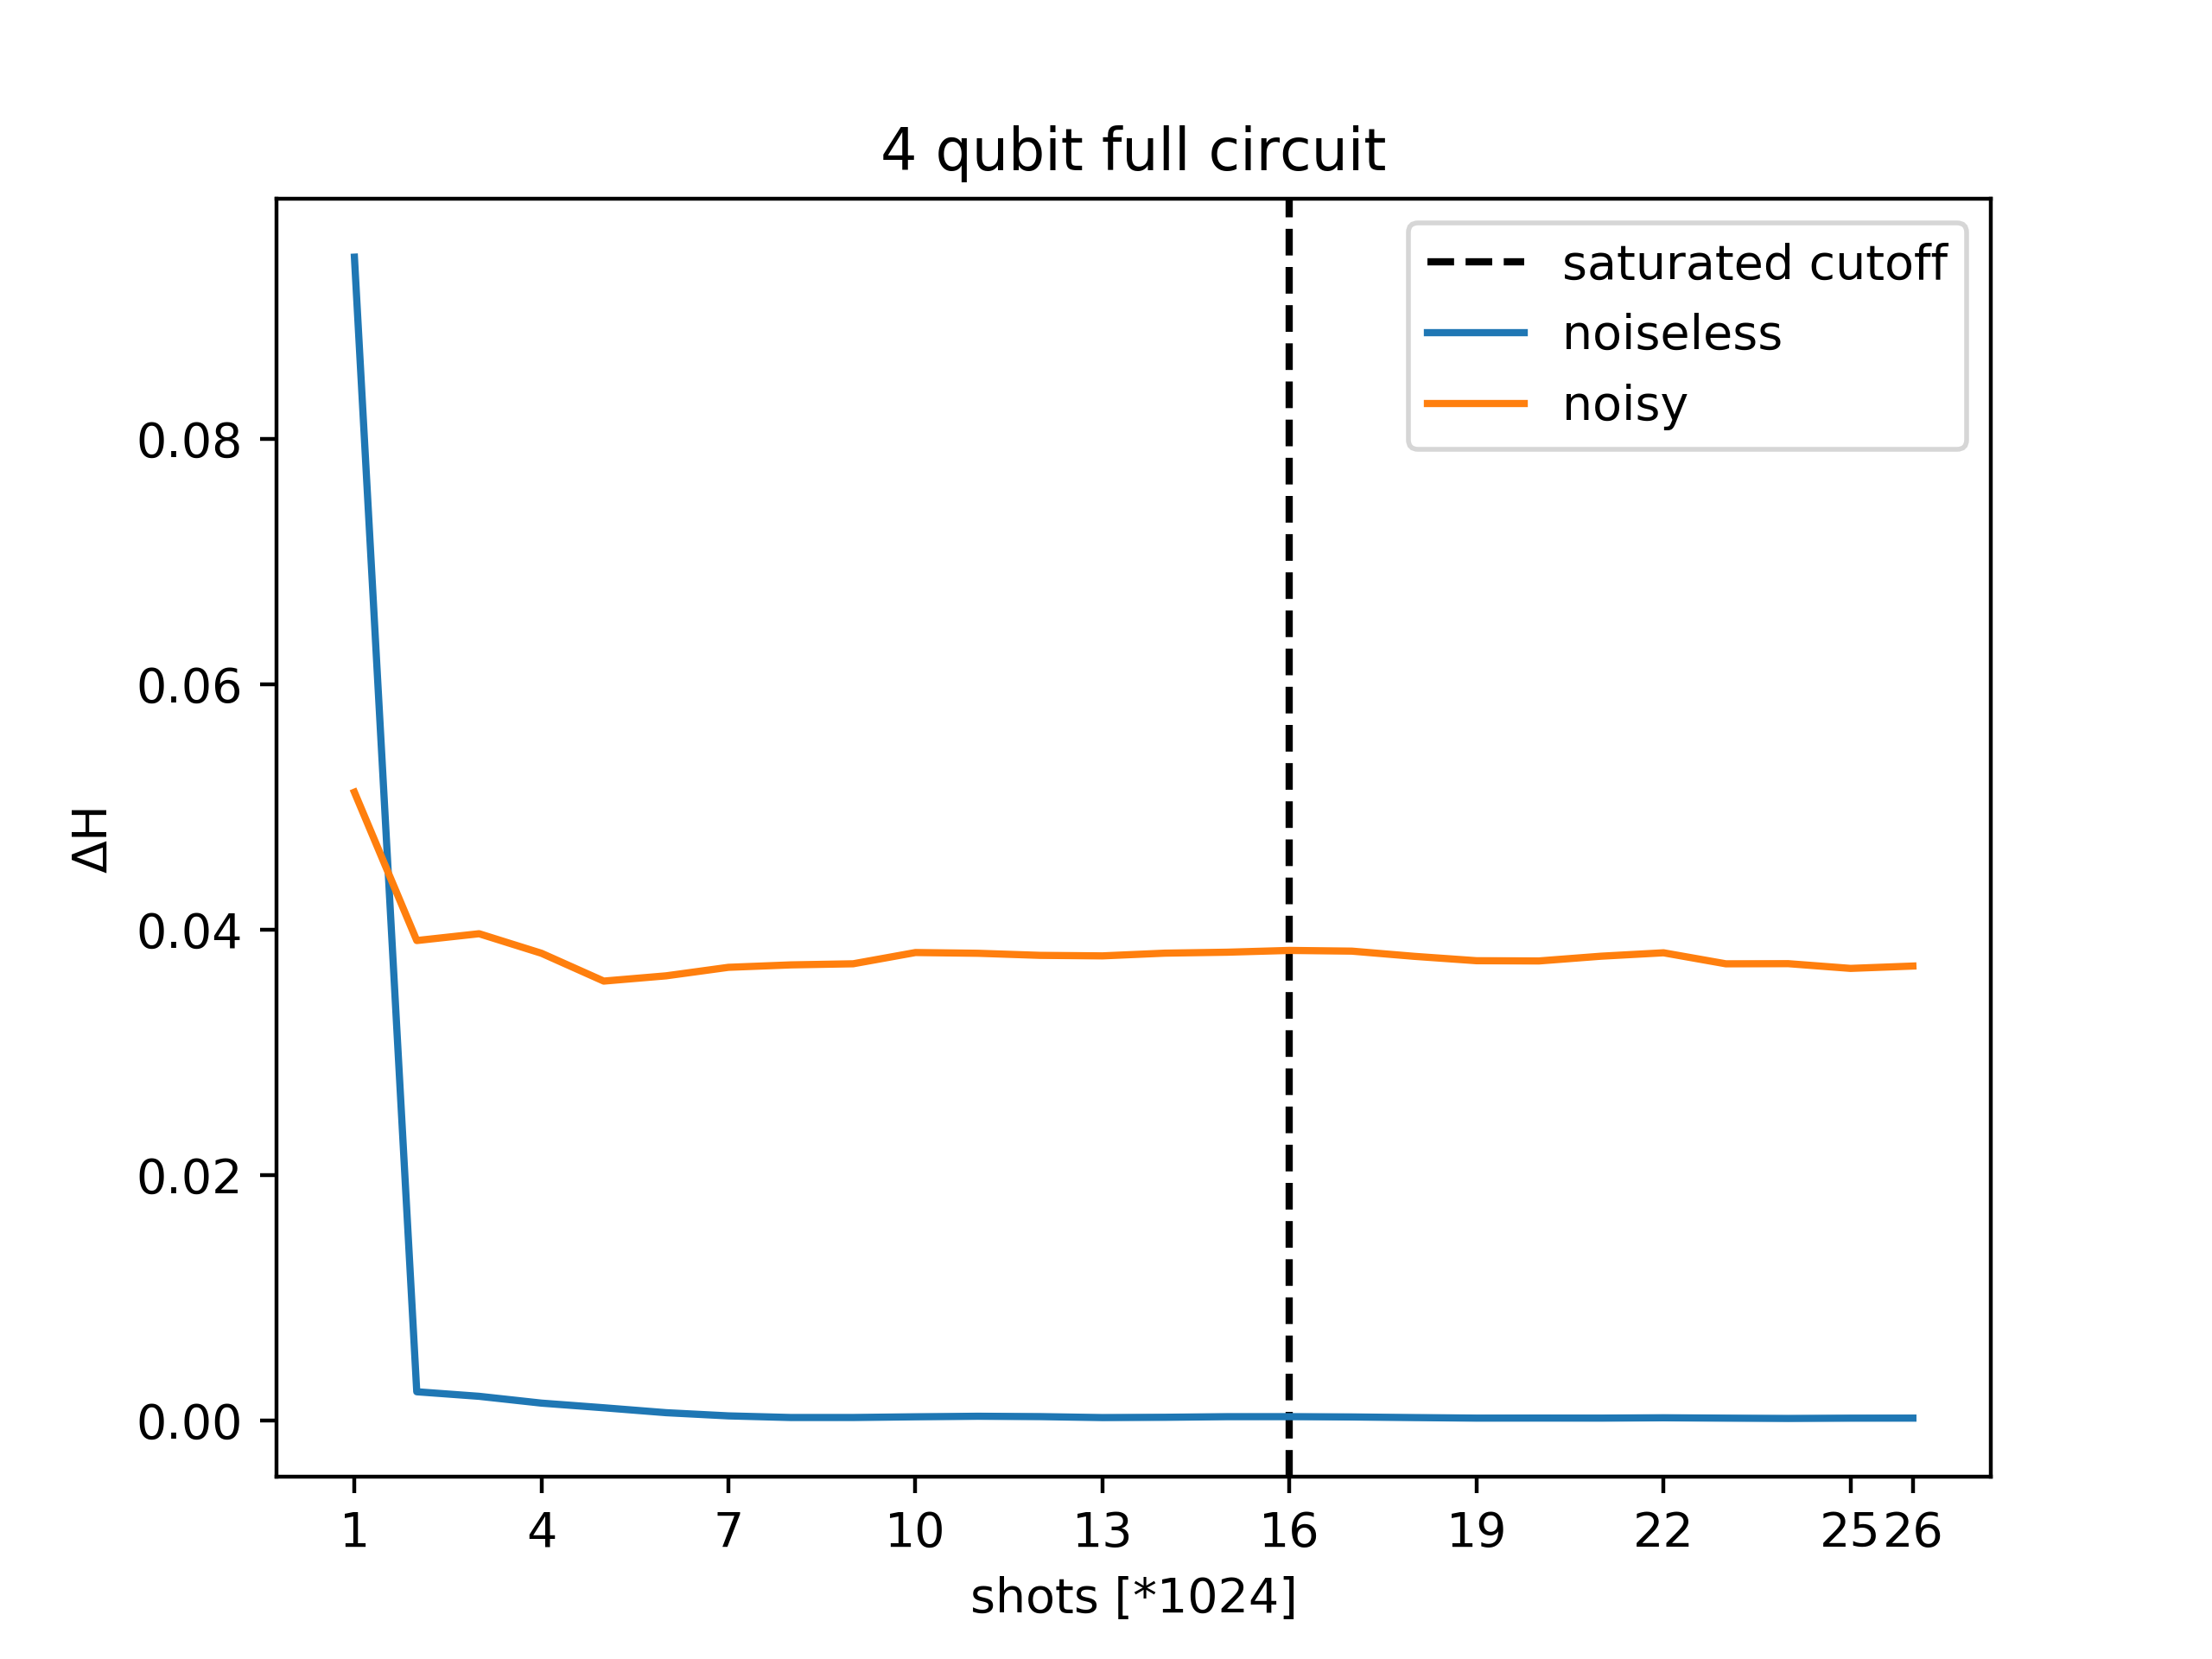 4 qubit full circuit
saturated cutoff
noiseless
noisy
0.08
0.06
0.04
0.02
0.00
ΔH
1 4 7 10 13 16 19 22 25 26
shots [*1024]